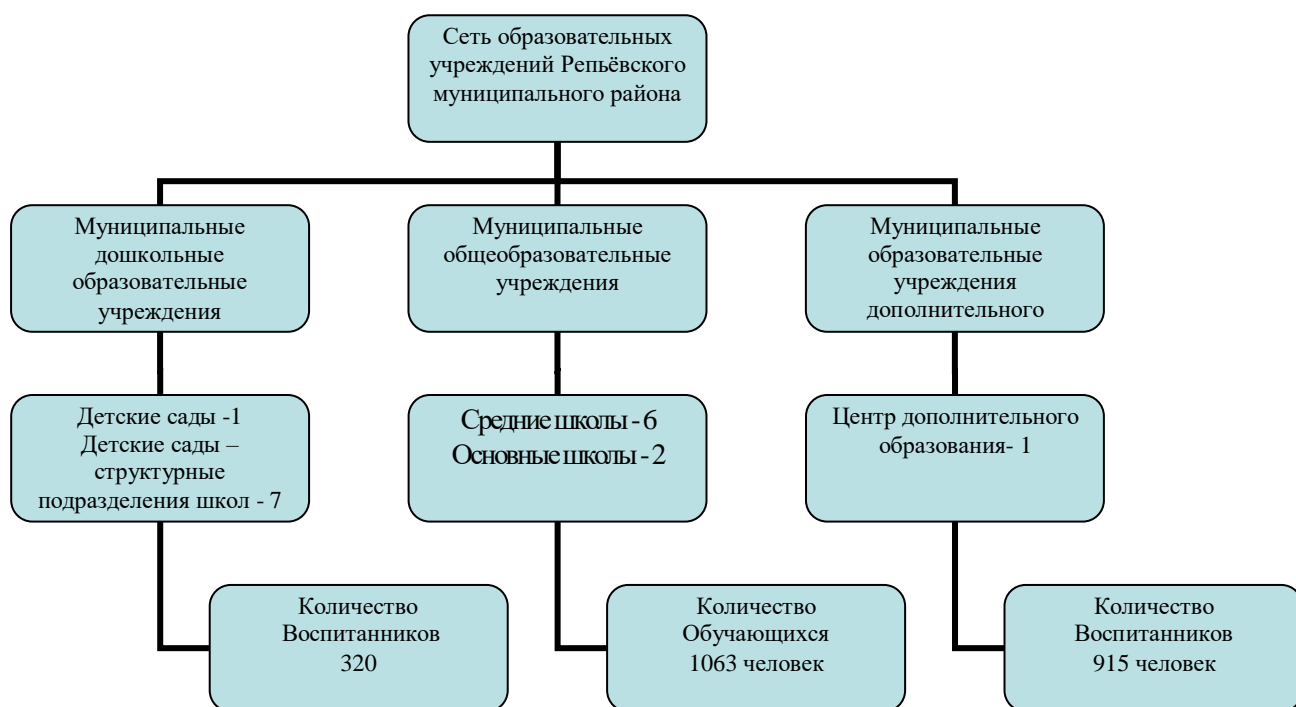 Сеть образовательных
учреждений Репьёвского
муниципального района
Муниципальные
дошкольные
образовательные
учреждения
Муниципальные
общеобразовательные
учреждения
Муниципальные
образовательные
учреждения
дополнительного
Детские сады -1
Детские сады –
структурные
подразделения школ - 7
Средние школы - 6
Основные школы - 2
Центр дополнительного
образования- 1
Количество
Воспитанников
320
Количество
Обучающихся
1063 человек
Количество
Воспитанников
915 человек